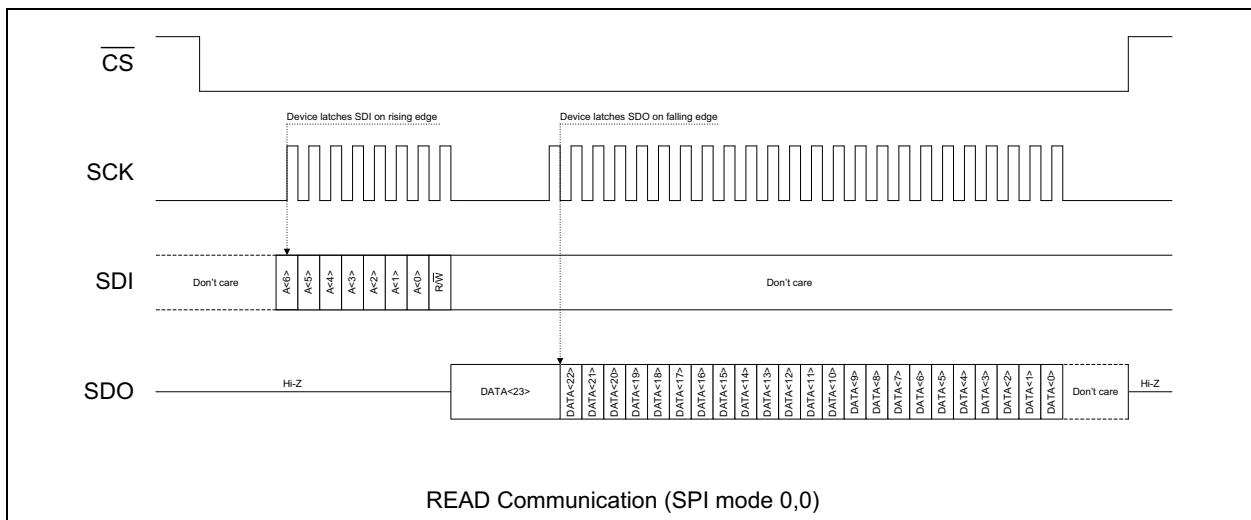 CS
Device latches SDI on rising edge
Device latches SDO on falling edge
SCK
SDI
Don't care
A<6>
A<5>
A<4>
A<3>
A<2>
A<1>
A<0>
R/W
Don't care
SDO
Hi-Z
DATA<23>
DATA<22>
DATA<21>
DATA<20>
DATA<19>
DATA<18>
DATA<17>
DATA<16>
DATA<15>
DATA<14>
DATA<13>
DATA<12>
DATA<11>
DATA<10>
DATA<9>
DATA<8>
DATA<7>
DATA<6>
DATA<5>
DATA<4>
DATA<3>
DATA<2>
DATA<1>
DATA<0>
Don't care
Hi-Z
READ Communication (SPI mode 0,0)